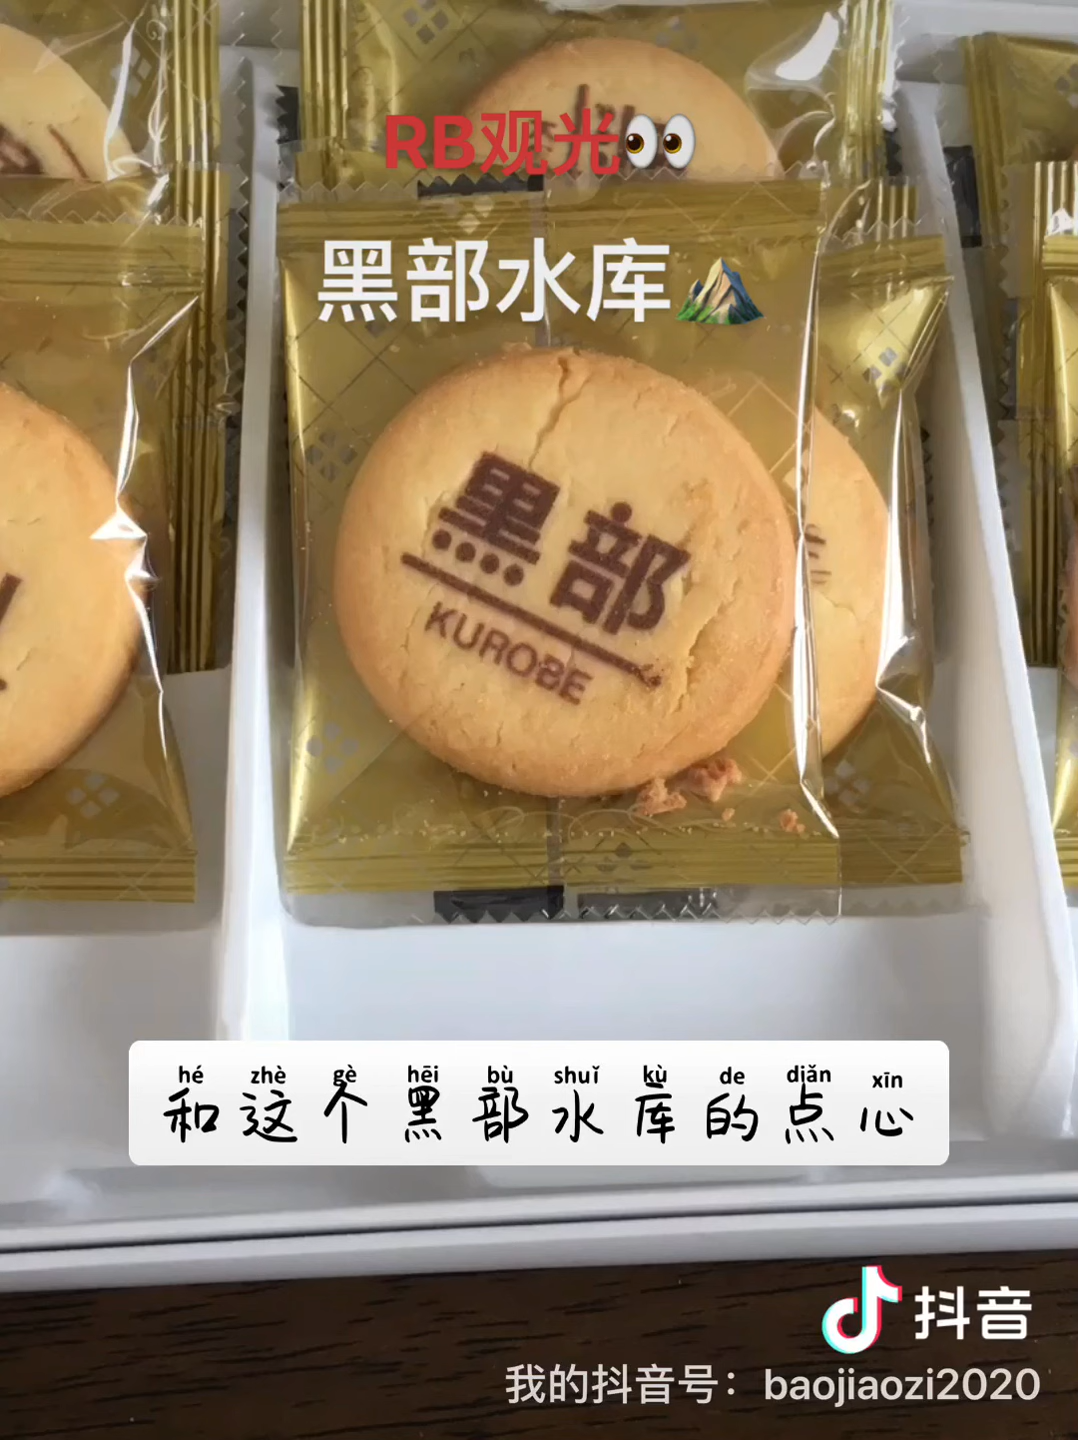 RB观光👀
黑部水库⛰️
黒部
KUROBE
hé zhè gè hēi bù shuǐ kù de diǎn xīn
和这个黑部水库的点心
抖音
我的抖音号：baojiaozi2020